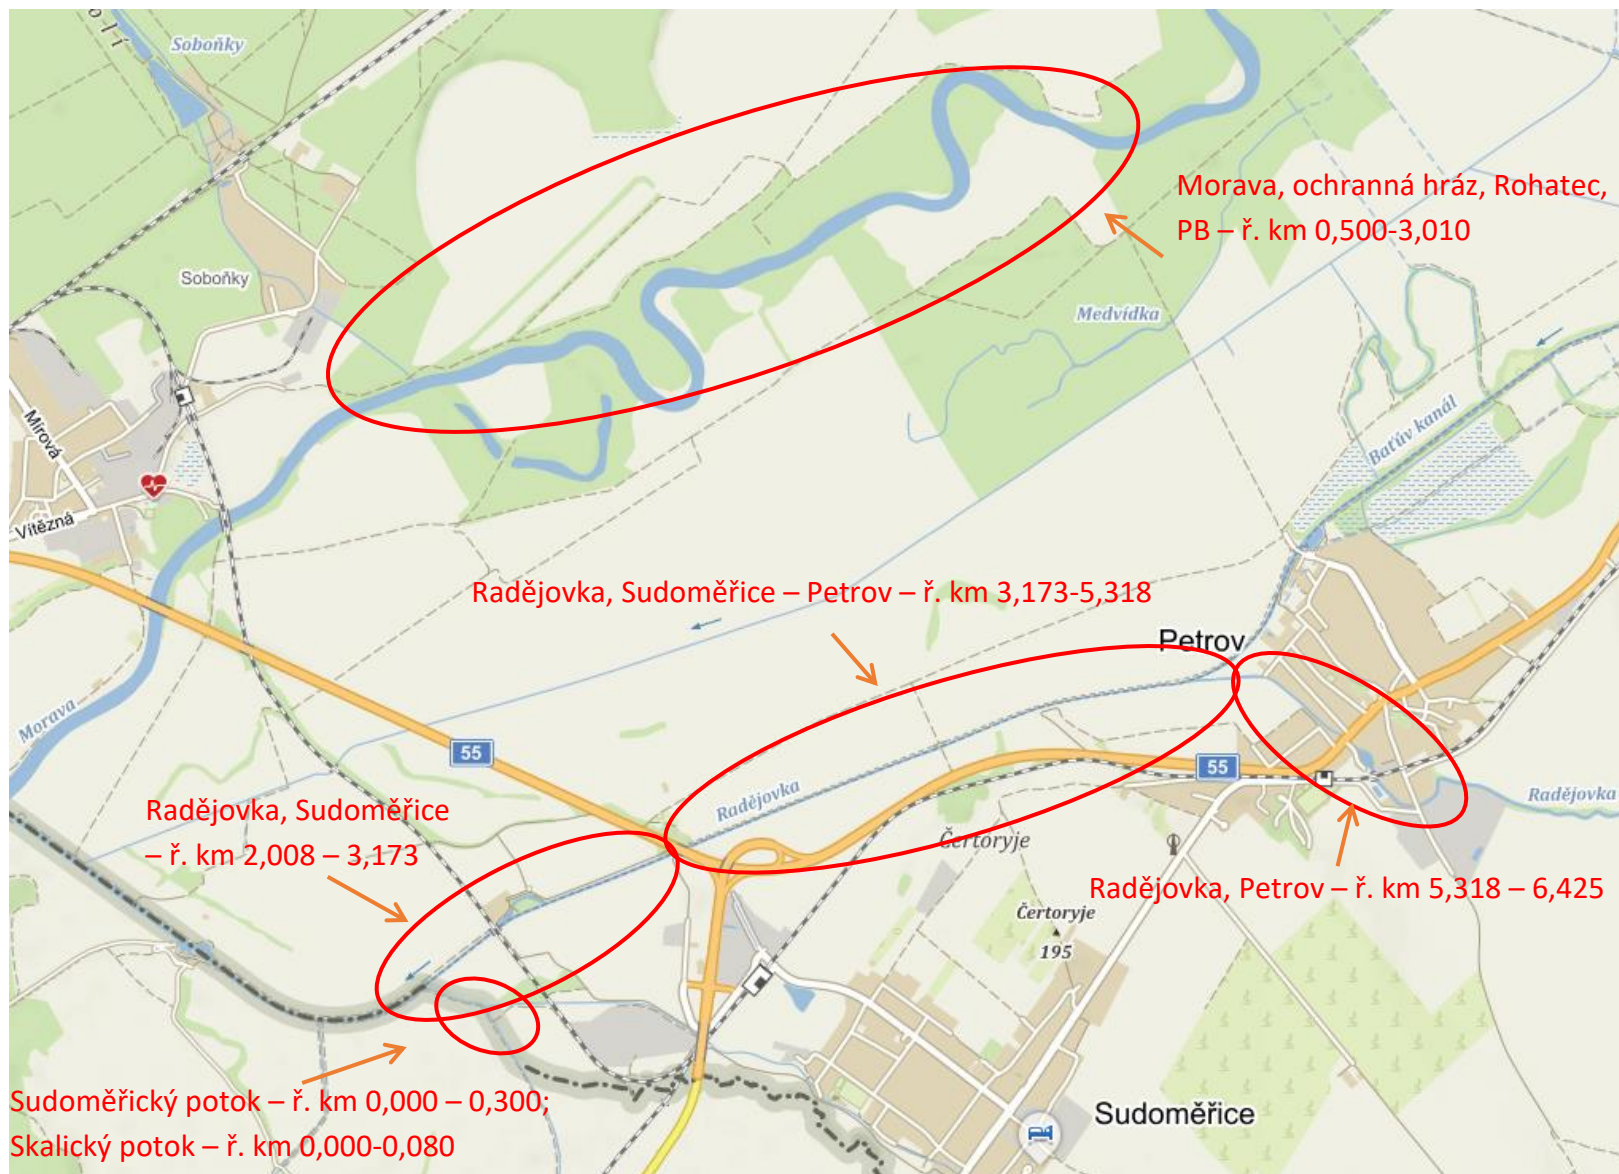 olí
Soboňky
Morava, ochranná hráz, Rohatec,
PB – ř. km 0,500-3,010
Soboňky
Medvídka
Mírová
Baťův kanál
Vítězná
Radějovka, Sudoměřice – Petrov – ř. km 3,173-5,318
Petrov
Morava
55
55
Radějovka
Radějovka
Radějovka, Sudoměřice
– ř. km 2,008 – 3,173
Čertoryje
Radějovka, Petrov – ř. km 5,318 – 6,425
Čertoryje
195
Sudoměřický potok – ř. km 0,000 – 0,300;
Skalický potok – ř. km 0,000-0,080
Sudoměřice